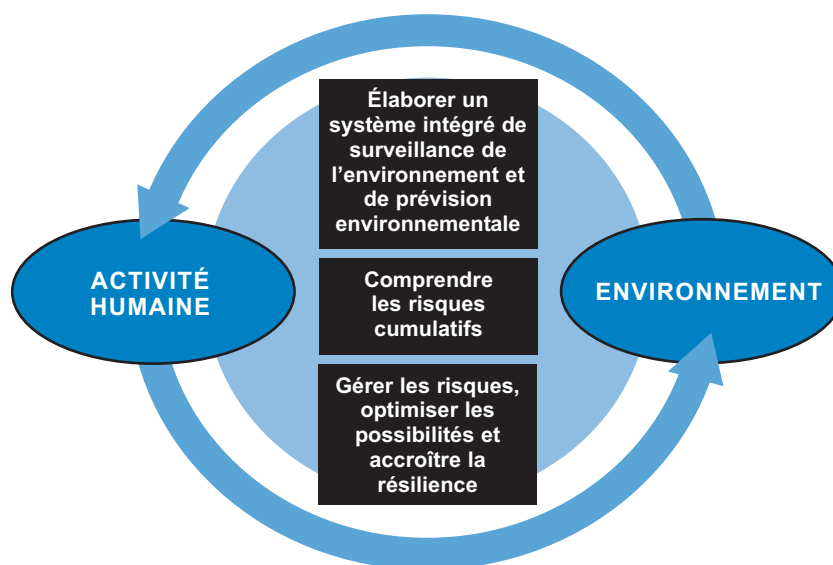 Élaborer un
système intégré de
surveillance de
l’environnement et
de prévision
environnementale
ACTIVITÉ
HUMAINE
Comprendre
les risques
cumulatifs
ENVIRONNEMENT
Gérer les risques,
optimiser les
possibilités et
accroître la
résilience